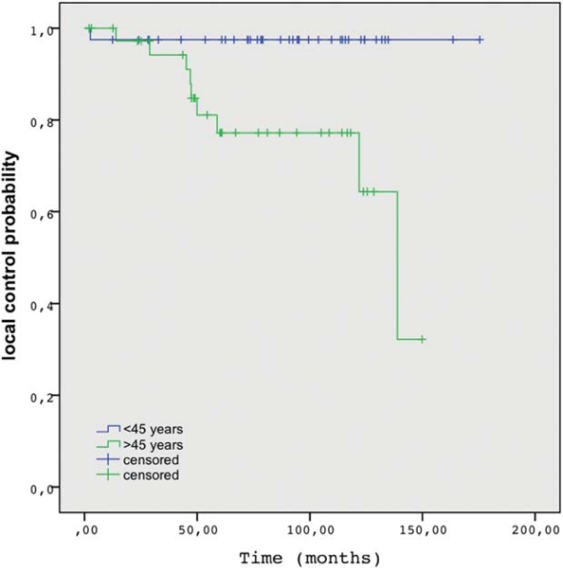 local control probability
1,0
0,8
0,6
0,4
0,2
0,0
<45 years
>45 years
censored
censored
,00 50,00 100,00 150,00 200,00
Time (months)